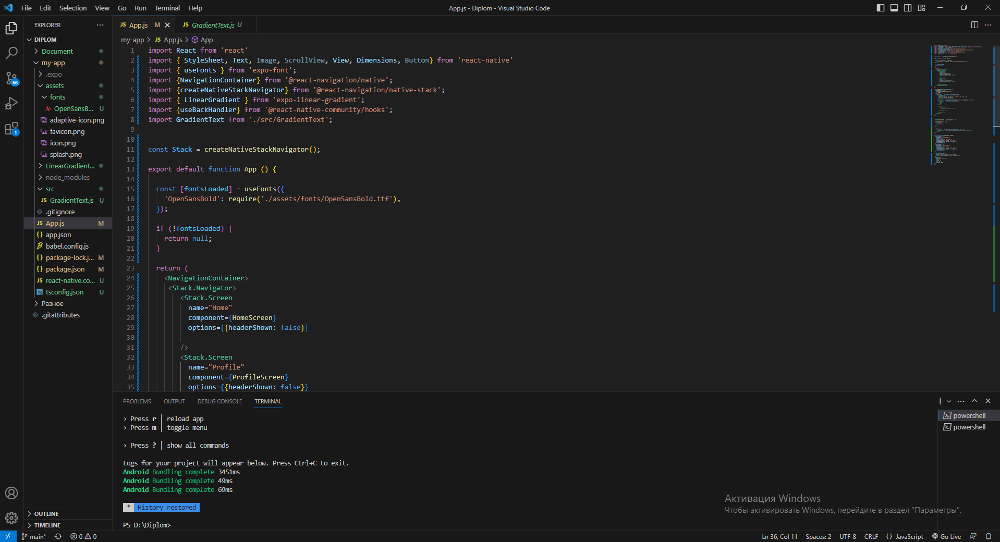 File Edit Selection View Go Run Terminal Help
App.js - Diplom - Visual Studio Code
EXPLORER
DIPLOM
Document
my-app
.expo
assets
fonts
OpenSansB... U
adaptive-icon.png
favicon.png
icon.png
splash.png
LinearGradient...
node_modules
src
JS GradientText.js U
.gitignore
JS App.js M
{} app.json
babel.config.js
{} package-lock.j... M
{} package.json M
JS react-native.co... U
TS tsconfig.json U
Разное
.gitattributes
OUTLINE
TIMELINE
66
1
JS App.js M
JS GradientText.js U
my-app > JS App.js > App
1 import React from 'react'
2 import { StyleSheet, Text, Image, ScrollView, View, Dimensions, Button} from 'react-native'
3 import { useFonts } from 'expo-font';
4 import {NavigationContainer} from '@react-navigation/native';
5 import {createNativeStackNavigator} from '@react-navigation/native-stack';
6 import { LinearGradient } from 'expo-linear-gradient';
7 import {useBackHandler} from '@react-native-community/hooks';
8 import GradientText from './src/GradientText';
9
10
11 const Stack = createNativeStackNavigator();
12
13 export default function App () {
14
15 const [fontsLoaded] = useFonts({
16 'OpenSansBold': require('./assets/fonts/OpenSansBold.ttf'),
17 });
18
19 if (!fontsLoaded) {
20 return null;
21 }
22
23 return (
24 <NavigationContainer>
25 <Stack.Navigator>
26 <Stack.Screen
27 name="Home"
28 component={HomeScreen}
29 options={{headerShown: false}}
30
31 />
32 <Stack.Screen
33 name="Profile"
34 component={ProfileScreen}
35 options={{headerShown: false}}
PROBLEMS OUTPUT DEBUG CONSOLE TERMINAL
› Press r │ reload app
› Press m │ toggle menu
› Press ? │ show all commands
Logs for your project will appear below. Press Ctrl+C to exit.
Android Bundling complete 3451ms
Android Bundling complete 49ms
Android Bundling complete 69ms
* History restored
PS D:\Diplom>
powershell
powershell
Активация Windows
Чтобы активировать Windows, перейдите в раздел "Параметры".
main* 0 0
Ln 36, Col 11 Spaces: 2 UTF-8 CRLF {} JavaScript Go Live